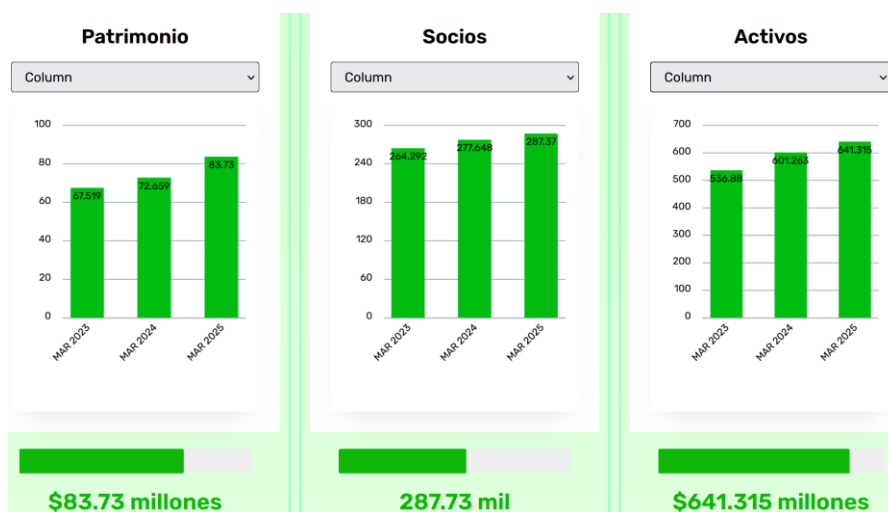 Patrimonio
Column
100
80
60
40
20
0
67.519
72.659
83.73
MAR 2023
MAR 2024
MAR 2025
$83.73 millones
Socios
Column
300
240
180
120
60
0
264.292
277.648
287.37
MAR 2023
MAR 2024
MAR 2025
287.73 mil
Activos
Column
700
600
500
400
300
200
100
0
536.88
601.263
641.315
MAR 2023
MAR 2024
MAR 2025
$641.315 millones